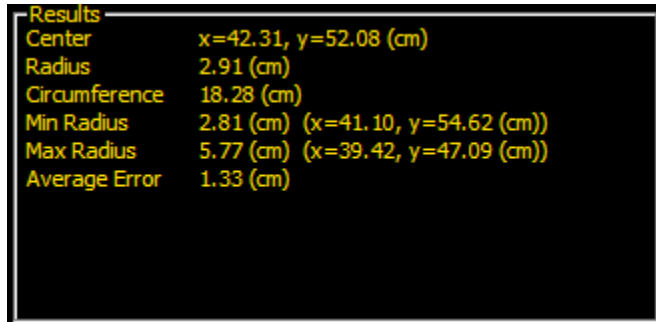 Results
Center x=42.31, y=52.08 (cm)
Radius 2.91 (cm)
Circumference 18.28 (cm)
Min Radius 2.81 (cm) (x=41.10, y=54.62 (cm))
Max Radius 5.77 (cm) (x=39.42, y=47.09 (cm))
Average Error 1.33 (cm)